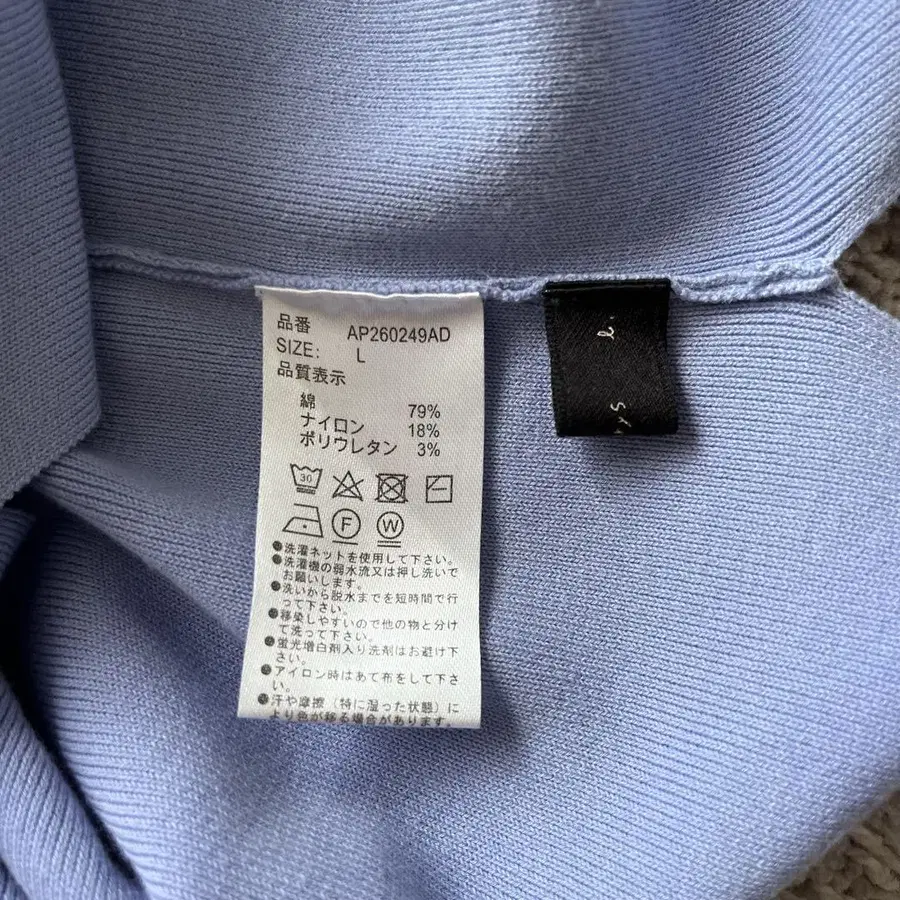 品番 AP260249AD
SIZE: L
品質表示
綿 79%
ナイロン 18%
ポリウレタン 3%
30
F W
●洗濯ネットを使用して下さい。
●洗濯機の弱水流又は押し洗いで
お願いします。
●洗いから脱水までを短時間で行
って下さい。
●移染しやすいので他の物と分け
て洗って下さい。
●蛍光増白剤入り洗剤はお避け下
さい。
●アイロン時はあて布をして下さ
い。
●汗や摩擦（特に湿った状態）に
より色が移る場合があります。